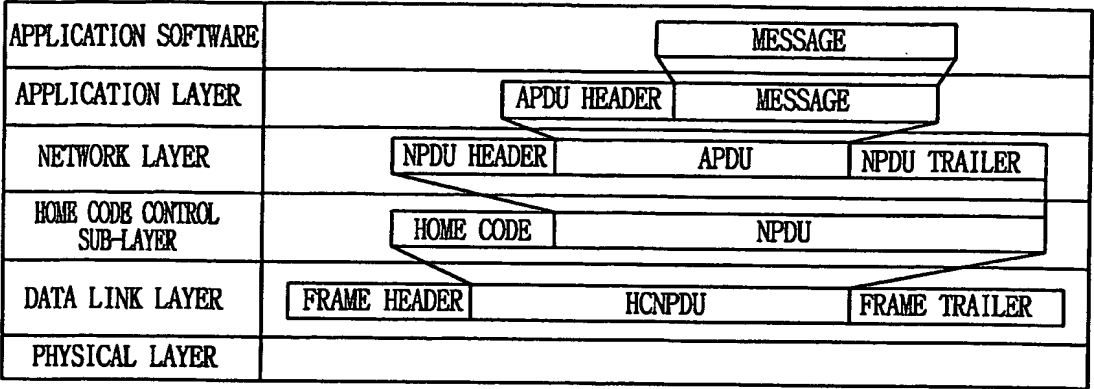 APPLICATION SOFTWARE
MESSAGE
APPLICATION LAYER
APDU HEADER
MESSAGE
NETWORK LAYER
NPDU HEADER
APDU
NPDU TRAILER
HOME CODE CONTROL
SUB-LAYER
HOME CODE
NPDU
DATA LINK LAYER
FRAME HEADER
HCNPDU
FRAME TRAILER
PHYSICAL LAYER